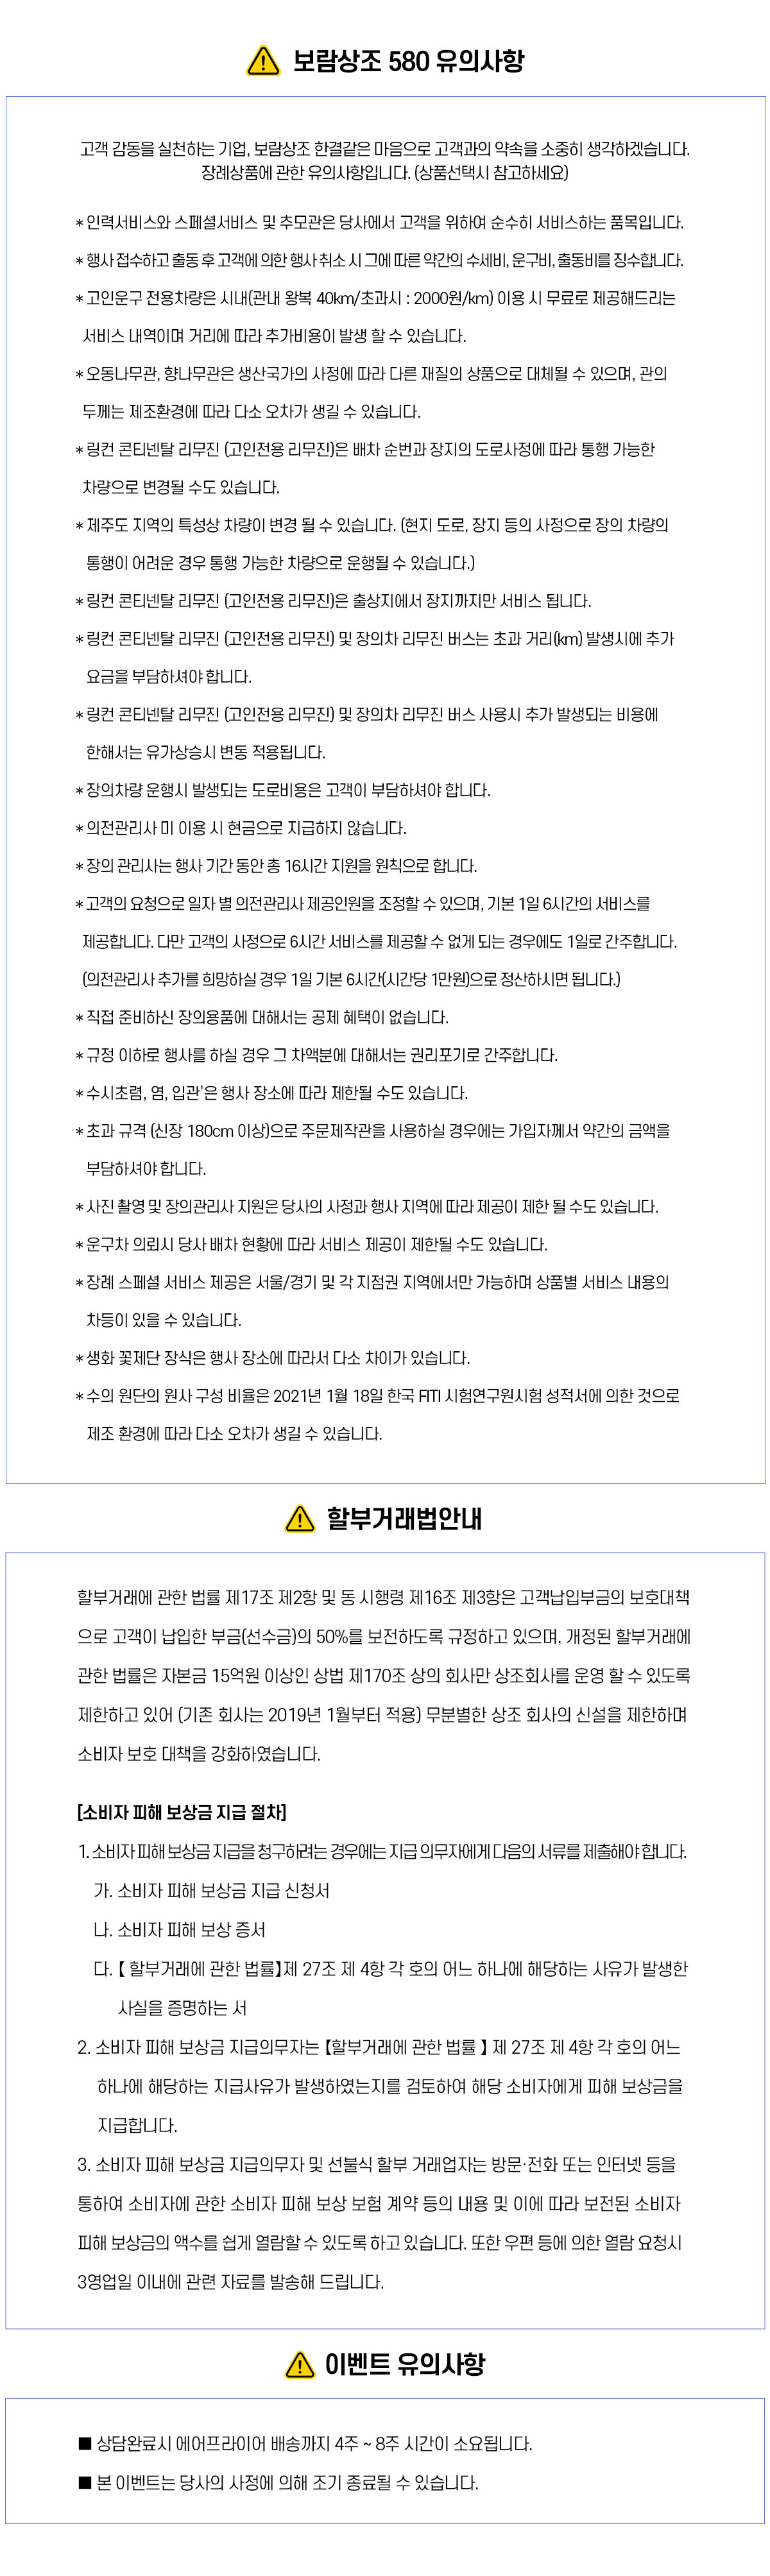 보람상조 580 유의사항
고객 감동을 실천하는 기업, 보람상조 한결같은 마음으로 고객과의 약속을 소중히 생각하겠습니다.
장례상품에 관한 유의사항입니다. (상품선택시 참고하세요)
* 인력서비스와 스페셜서비스 및 추모관은 당사에서 고객을 위하여 순수히 서비스하는 품목입니다.
* 행사 접수하고 출동 후 고객에 의한 행사 취소 시 그에 따른 약간의 수세비, 운구비, 출동비를 징수합니다.
* 고인운구 전용차량은 시내(관내 왕복 40km/초과시 : 2000원/km) 이용 시 무료로 제공해드리는
서비스 내역이며 거리에 따라 추가비용이 발생 할 수 있습니다.
* 오동나무관, 향나무관은 생산국가의 사정에 따라 다른 재질의 상품으로 대체될 수 있으며, 관의
두께는 제조환경에 따라 다소 오차가 생길 수 있습니다.
* 링컨 콘티넨탈 리무진 (고인전용 리무진)은 배차 순번과 장지의 도로사정에 따라 통행 가능한
차량으로 변경될 수도 있습니다.
* 제주도 지역의 특성상 차량이 변경 될 수 있습니다. (현지 도로, 장지 등의 사정으로 장의 차량의
통행이 어려운 경우 통행 가능한 차량으로 운행될 수 있습니다.)
* 링컨 콘티넨탈 리무진 (고인전용 리무진)은 출상지에서 장지까지만 서비스 됩니다.
* 링컨 콘티넨탈 리무진 (고인전용 리무진) 및 장의차 리무진 버스는 초과 거리(km) 발생시에 추가
요금을 부담하셔야 합니다.
* 링컨 콘티넨탈 리무진 (고인전용 리무진) 및 장의차 리무진 버스 사용시 추가 발생되는 비용에
한해서는 유가상승시 변동 적용됩니다.
* 장의차량 운행시 발생되는 도로비용은 고객이 부담하셔야 합니다.
* 의전관리사 미 이용 시 현금으로 지급하지 않습니다.
* 장의 관리사는 행사 기간 동안 총 16시간 지원을 원칙으로 합니다.
* 고객의 요청으로 일자 별 의전관리사 제공인원을 조정할 수 있으며, 기본 1일 6시간의 서비스를
제공합니다. 다만 고객의 사정으로 6시간 서비스를 제공할 수 없게 되는 경우에도 1일로 간주합니다.
(의전관리사 추가를 희망하실 경우 1일 기본 6시간(시간당 1만원)으로 정산하시면 됩니다.)
* 직접 준비하신 장의용품에 대해서는 공제 혜택이 없습니다.
* 규정 이하로 행사를 하실 경우 그 차액분에 대해서는 권리포기로 간주합니다.
* 수시초렴, 염, 입관'은 행사 장소에 따라 제한될 수도 있습니다.
* 초과 규격 (신장 180cm 이상)으로 주문제작관을 사용하실 경우에는 가입자께서 약간의 금액을
부담하셔야 합니다.
* 사진 촬영 및 장의관리사 지원은 당사의 사정과 행사 지역에 따라 제공이 제한 될 수도 있습니다.
* 운구차 의뢰시 당사 배차 현황에 따라 서비스 제공이 제한될 수도 있습니다.
* 장례 스페셜 서비스 제공은 서울/경기 및 각 지점권 지역에서만 가능하며 상품별 서비스 내용의
차등이 있을 수 있습니다.
* 생화 꽃제단 장식은 행사 장소에 따라서 다소 차이가 있습니다.
* 수의 원단의 원사 구성 비율은 2021년 1월 18일 한국 FITI 시험연구원시험 성적서에 의한 것으로
제조 환경에 따라 다소 오차가 생길 수 있습니다.
할부거래법안내
할부거래에 관한 법률 제17조 제2항 및 동 시행령 제16조 제3항은 고객납입부금의 보호대책
으로 고객이 납입한 부금(선수금)의 50%를 보전하도록 규정하고 있으며, 개정된 할부거래에
관한 법률은 자본금 15억원 이상인 상법 제170조 상의 회사만 상조회사를 운영 할 수 있도록
제한하고 있어 (기존 회사는 2019년 1월부터 적용) 무분별한 상조 회사의 신설을 제한하며
소비자 보호 대책을 강화하였습니다.
[소비자 피해 보상금 지급 절차]
1. 소비자 피해 보상금 지급을 청구하려는 경우에는 지급 의무자에게 다음의 서류를 제출해야 합니다.
가. 소비자 피해 보상금 지급 신청서
나. 소비자 피해 보상 증서
다.【 할부거래에 관한 법률】제 27조 제 4항 각 호의 어느 하나에 해당하는 사유가 발생한
사실을 증명하는 서
2. 소비자 피해 보상금 지급의무자는【할부거래에 관한 법률 】 제 27조 제 4항 각 호의 어느
하나에 해당하는 지급사유가 발생하였는지를 검토하여 해당 소비자에게 피해 보상금을
지급합니다.
3. 소비자 피해 보상금 지급의무자 및 선불식 할부 거래업자는 방문·전화 또는 인터넷 등을
통하여 소비자에 관한 소비자 피해 보상 보험 계약 등의 내용 및 이에 따라 보전된 소비자
피해 보상금의 액수를 쉽게 열람할 수 있도록 하고 있습니다. 또한 우편 등에 의한 열람 요청시
3영업일 이내에 관련 자료를 발송해 드립니다.
이벤트 유의사항
■ 상담완료시 에어프라이어 배송까지 4주 ~ 8주 시간이 소요됩니다.
■ 본 이벤트는 당사의 사정에 의해 조기 종료될 수 있습니다.